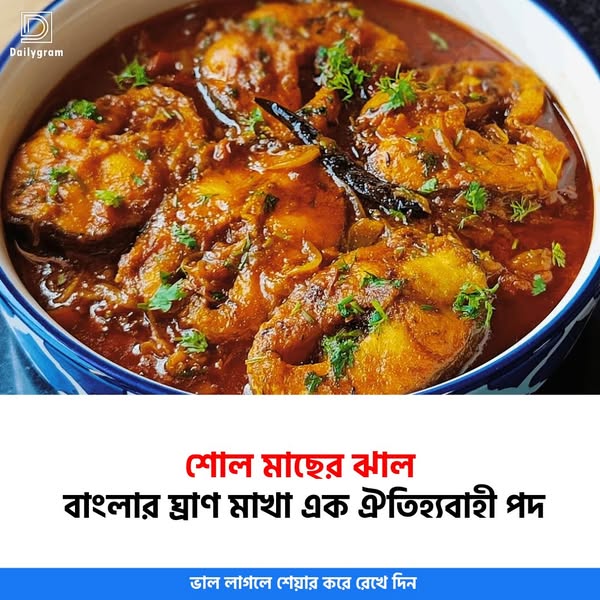 Dailygram
শোল মাছের ঝাল
বাংলার ঘ্রাণ মাখা এক ঐতিহ্যবাহী পদ
ভাল লাগলে শেয়ার করে রেখে দিন